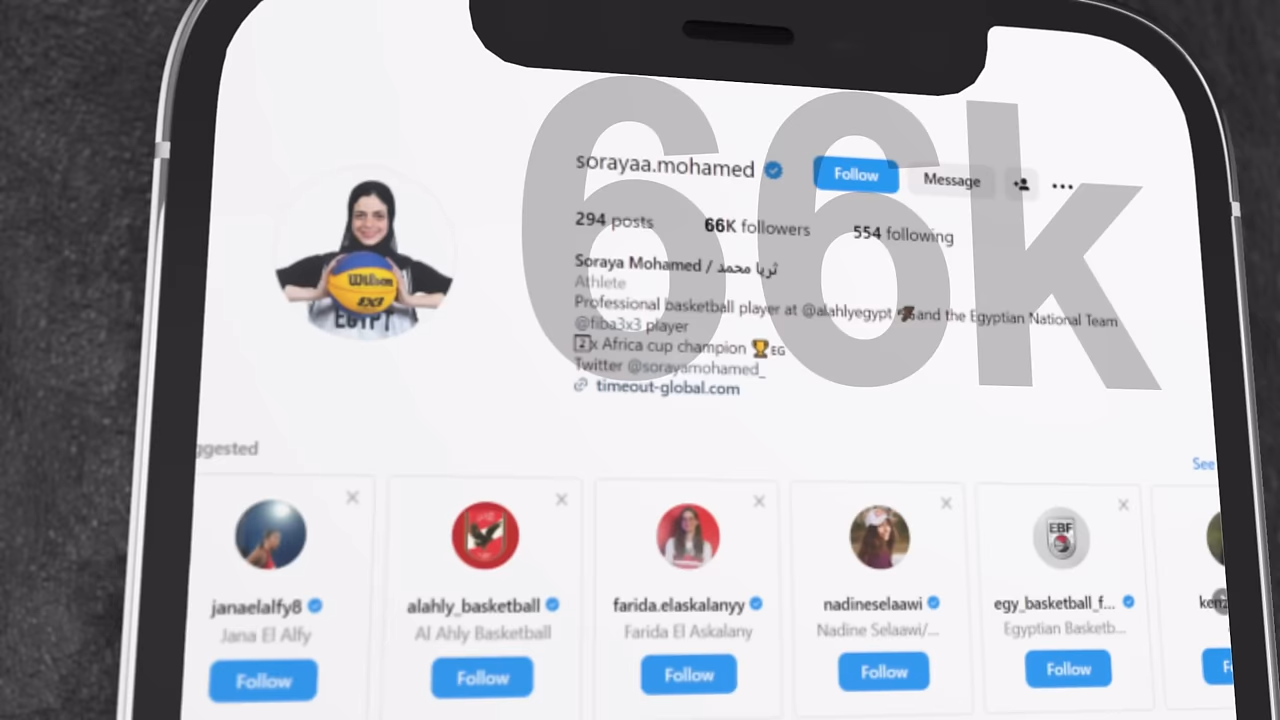 66k
sorayaa.mohamed
Follow
Message
294 posts 66K followers 554 following
Soraya Mohamed / ثريا محمد
Athlete
Professional basketball player at @alahlyegypt and the Egyptian National Team
@fiba3x3 player
2x Africa cup champion 🏆EG
Twitter @sorayamohamed_
timeout-global.com
Wilson
3X3
EGYPT
ggested
See
EBF
janaelalfy8
Jana El Alfy
Follow
alahly_basketball
Al Ahly Basketball
Follow
farida.elaskalanyy
Farida El Askalany
Follow
nadineselaawi
Nadine Selaawi/...
Follow
egy_basketball_f...
Egyptian Basketb...
Follow